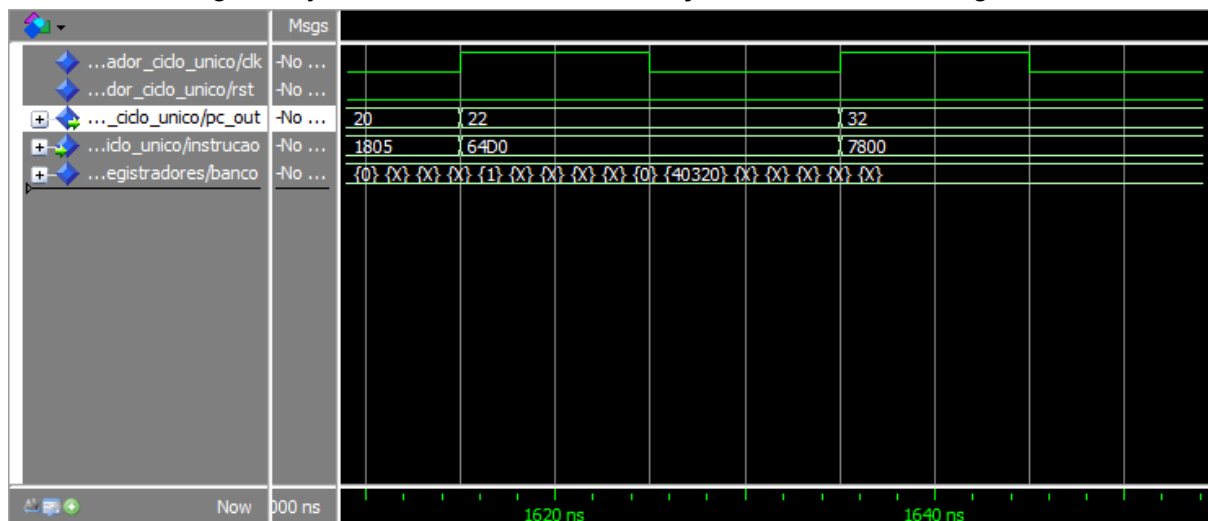 Msgs
...ador_ciclo_unico/clk -No ...
...dor_ciclo_unico/rst -No ...
..._ciclo_unico/pc_out -No ... 20 22 32
...iclo_unico/instrucao -No ... 1805 64D0 7800
...egistradores/banco -No ... {0} {X} {X} {X} {1} {X} {X} {X} {X} {0} {40320} {X} {X} {X} {X} {X}
Now 000 ns 1620 ns 1640 ns